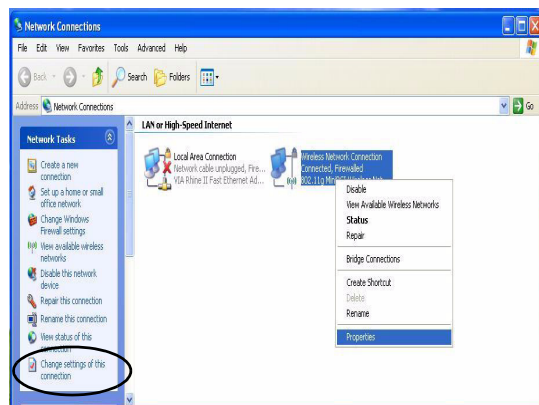 Network Connections
File Edit View Favorites Tools Advanced Help
Back Search Folders
Address Network Connections Go
LAN or High-Speed Internet
Network Tasks
Create a new
connection
Set up a home or small
office network
Change Windows
Firewall settings
View available wireless
networks
Disable this network
device
Repair this connection
Rename this connection
View status of this
connection
Change settings of this
connection
Local Area Connection
Network cable unplugged, Fire...
VIA Rhine II Fast Ethernet Ad...
Wireless Network Connection
Connected, Firewalled
802.11g
Disable
View Available Wireless Networks
Status
Repair
Bridge Connections
Create Shortcut
Delete
Rename
Properties